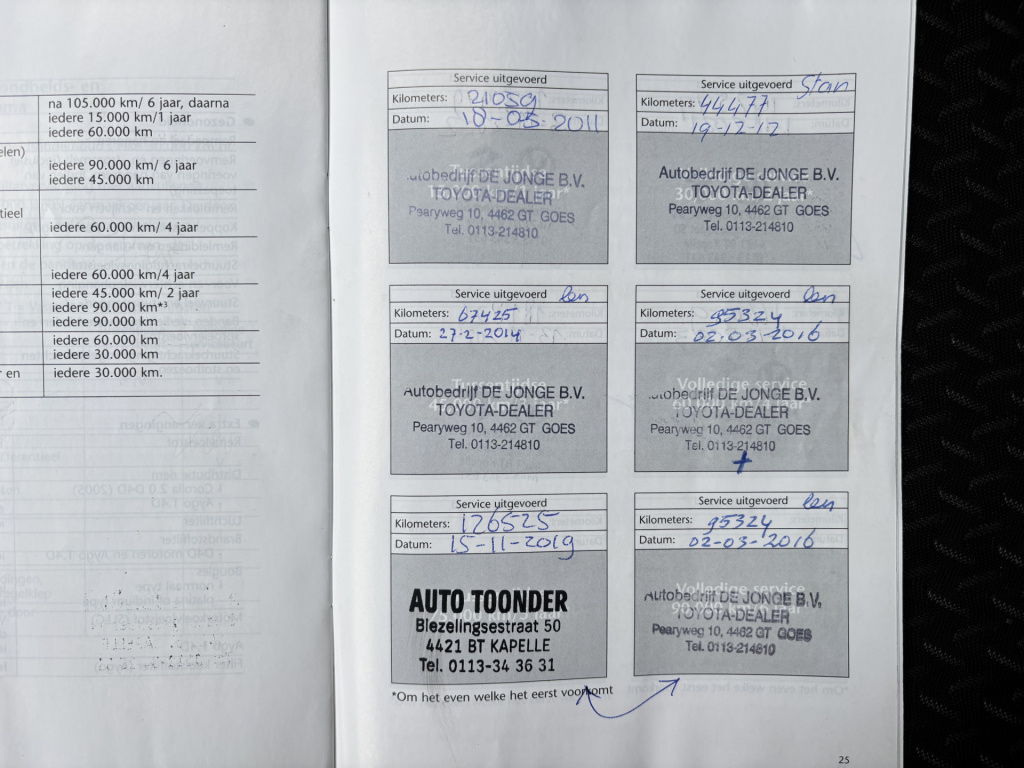 na 105.000 km/ 6 jaar, daarna
iedere 15.000 km/1 jaar
iedere 60.000 km
elen)
iedere 90.000 km/ 6 jaar
iedere 45.000 km
tieel
iedere 60.000 km/ 4 jaar
iedere 60.000 km/4 jaar
iedere 45.000 km/ 2 jaar
iedere 90.000 km*³
iedere 90.000 km
iedere 60.000 km
iedere 30.000 km
r en iedere 30.000 km.
Service uitgevoerd
Kilometers: 21059
Datum: 18-05-2011
Autobedrijf DE JONGE B.V.
TOYOTA-DEALER
Pearyweg 10, 4462 GT GOES
Tel. 0113-214810
Service uitgevoerd Stan
Kilometers: 44477
Datum: 19-12-12
Autobedrijf DE JONGE B.V.
TOYOTA-DEALER
Pearyweg 10, 4462 GT GOES
Tel. 0113-214810
Service uitgevoerd
Kilometers: 67425
Datum: 27-2-2014
Tussentijdse
Autobedrijf DE JONGE B.V.
TOYOTA-DEALER
Pearyweg 10, 4462 GT GOES
Tel. 0113-214810
Service uitgevoerd
Kilometers: 95324
Datum: 02-03-2016
Volledige service
Autobedrijf DE JONGE B.V.
TOYOTA-DEALER
Pearyweg 10, 4462 GT GOES
Tel. 0113-214810
Service uitgevoerd
Kilometers: 126525
Datum: 15-11-2019
AUTO TOONDER
Biezelingsestraat 50
4421 BT KAPELLE
Tel. 0113-34 36 31
Service uitgevoerd
Kilometers: 95324
Datum: 02-03-2016
Volledige service
Autobedrijf DE JONGE B.V.
TOYOTA-DEALER
Pearyweg 10, 4462 GT GOES
Tel. 0113-214810
*Om het even welke het eerst voorkomt
25